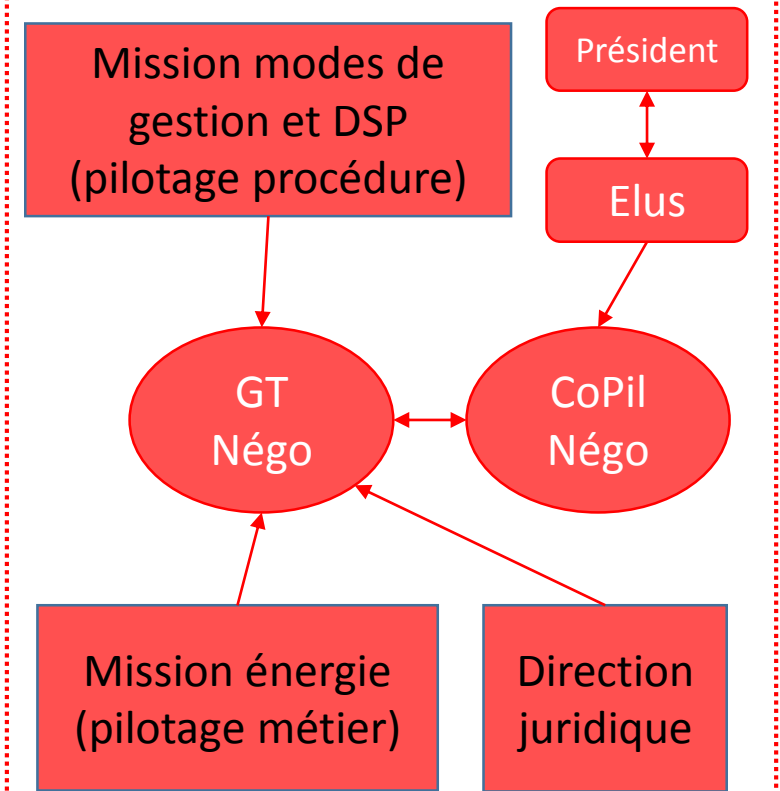 Mission modes de
gestion et DSP
(pilotage procédure)
Président
Elus
GT
Négo
CoPil
Négo
Mission énergie
(pilotage métier)
Direction
juridique